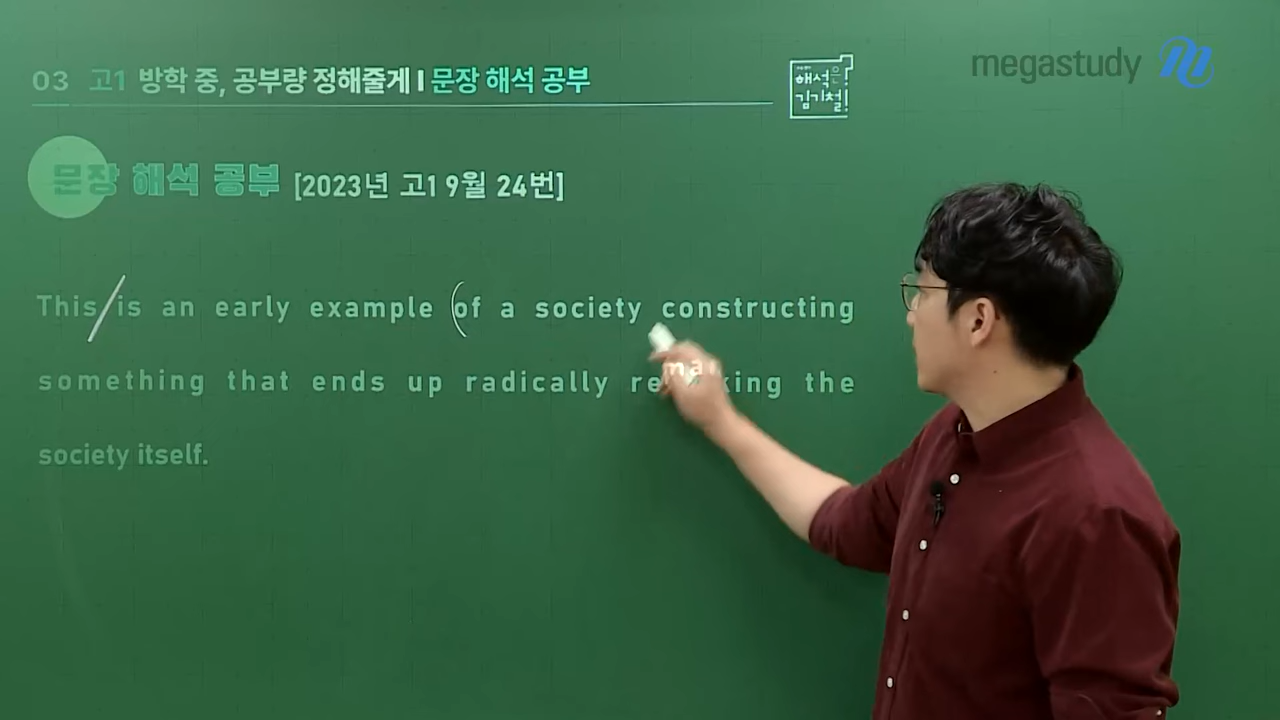 03 고1 방학 중, 공부량 정해줄게 I 문장 해석 공부
해석은!
김기철!
megastudy
문장 해석 공부 [2023년 고1 9월 24번]
This / is an early example (of a society constructing
something that ends up radically remaking the
society itself.